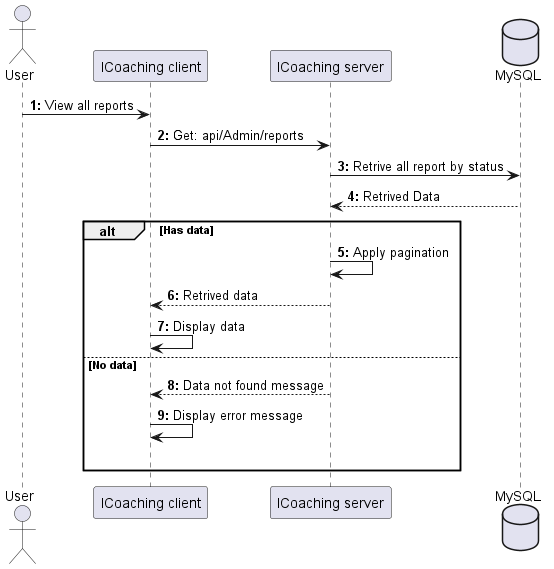 User
ICoaching client
ICoaching server
MySQL
1: View all reports
2: Get: api/Admin/reports
3: Retrive all report by status
4: Retrived Data
alt [Has data]
5: Apply pagination
6: Retrived data
7: Display data
[No data]
8: Data not found message
9: Display error message
User
ICoaching client
ICoaching server
MySQL